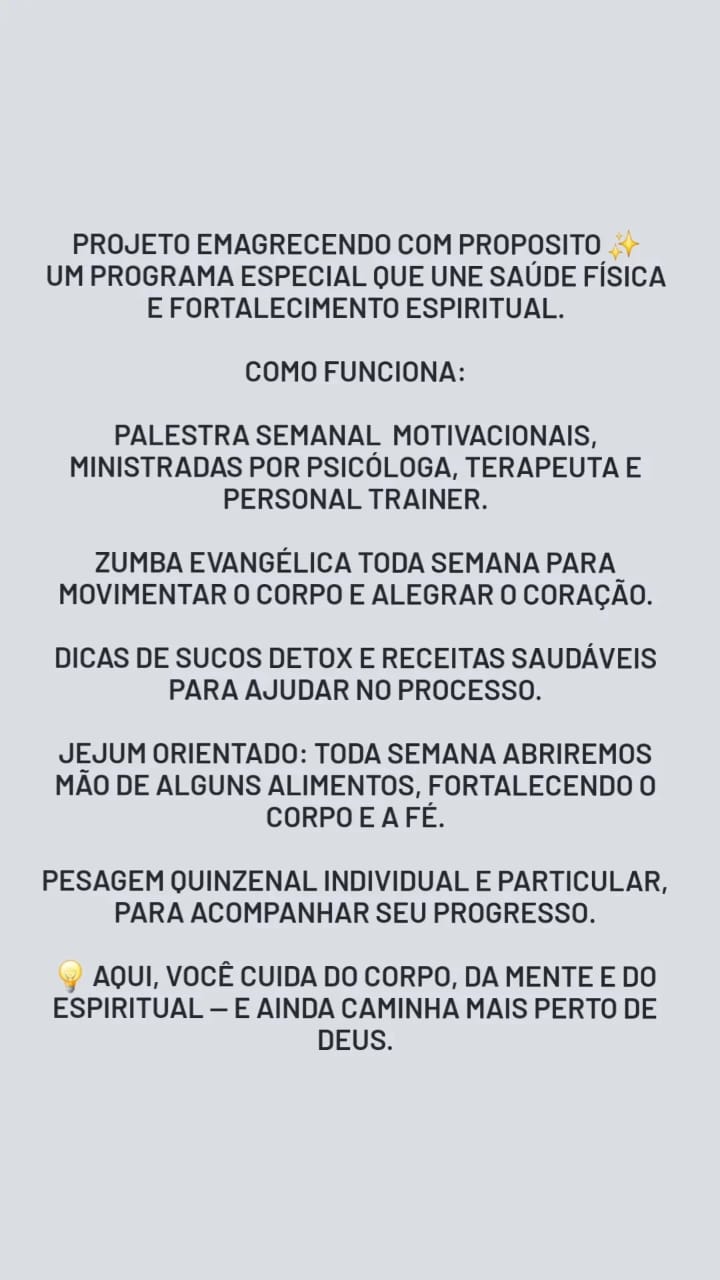 PROJETO EMAGRECENDO COM PROPOSITO ✨
UM PROGRAMA ESPECIAL QUE UNE SAÚDE FÍSICA
E FORTALECIMENTO ESPIRITUAL.
COMO FUNCIONA:
PALESTRA SEMANAL  MOTIVACIONAIS,
MINISTRADAS POR PSICÓLOGA, TERAPEUTA E
PERSONAL TRAINER.
ZUMBA EVANGÉLICA TODA SEMANA PARA
MOVIMENTAR O CORPO E ALEGRAR O CORAÇÃO.
DICAS DE SUCOS DETOX E RECEITAS SAUDÁVEIS
PARA AJUDAR NO PROCESSO.
JEJUM ORIENTADO: TODA SEMANA ABRIREMOS
MÃO DE ALGUNS ALIMENTOS, FORTALECENDO O
CORPO E A FÉ.
PESAGEM QUINZENAL INDIVIDUAL E PARTICULAR,
PARA ACOMPANHAR SEU PROGRESSO.
💡 AQUI, VOCÊ CUIDA DO CORPO, DA MENTE E DO
ESPIRITUAL — E AINDA CAMINHA MAIS PERTO DE
DEUS.